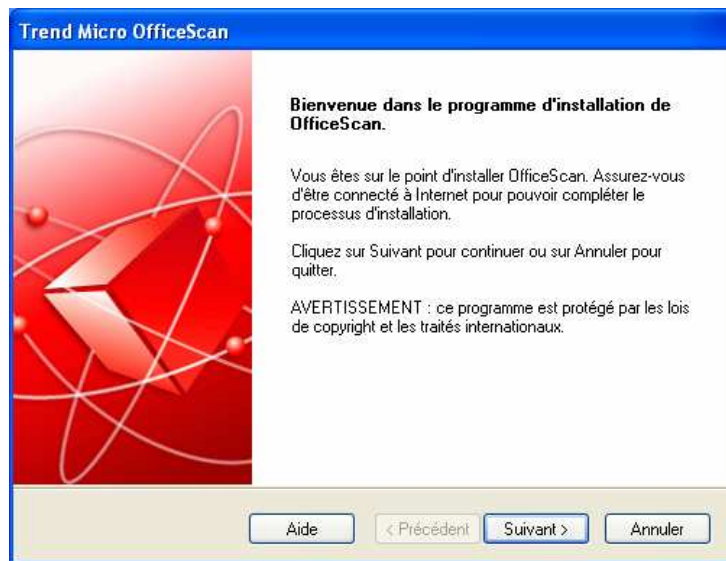 Trend Micro OfficeScan
Bienvenue dans le programme d'installation de
OfficeScan.
Vous êtes sur le point d'installer OfficeScan. Assurez-vous
d'être connecté à Internet pour pouvoir compléter le
processus d'installation.
Cliquez sur Suivant pour continuer ou sur Annuler pour
quitter.
AVERTISSEMENT : ce programme est protégé par les lois
de copyright et les traités internationaux.
Aide
< Précédent
Suivant >
Annuler